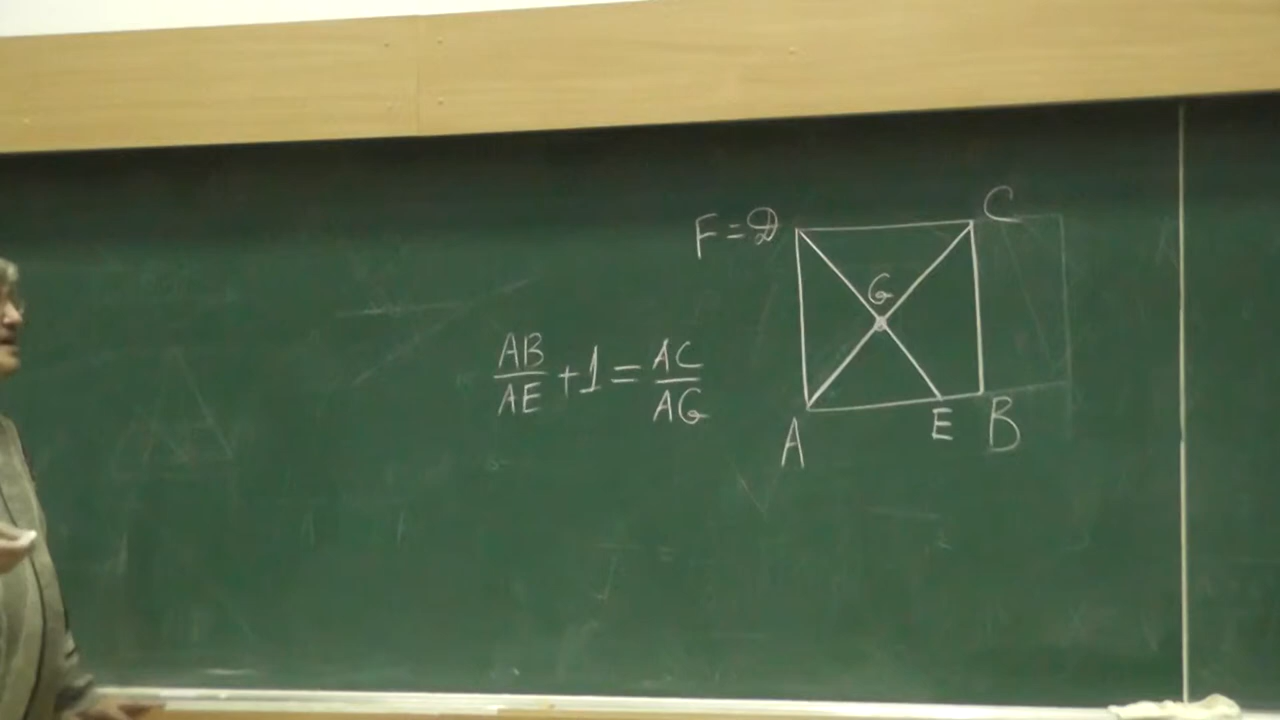 AB/AE + 1 = AC/AG
F = D
C
G
A
E
B